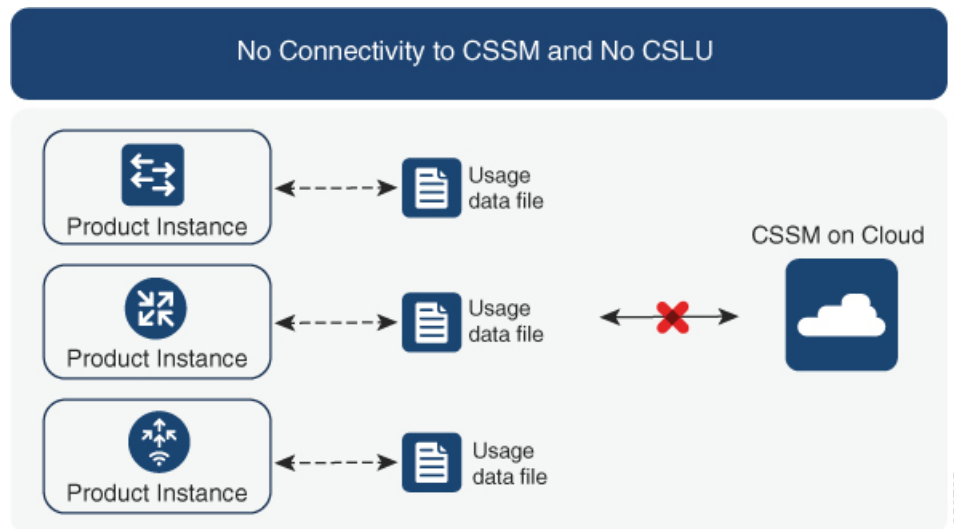 No Connectivity to CSSM and No CSLU
Product Instance
Usage
data file
CSSM on Cloud
Product Instance
Usage
data file
Product Instance
Usage
data file